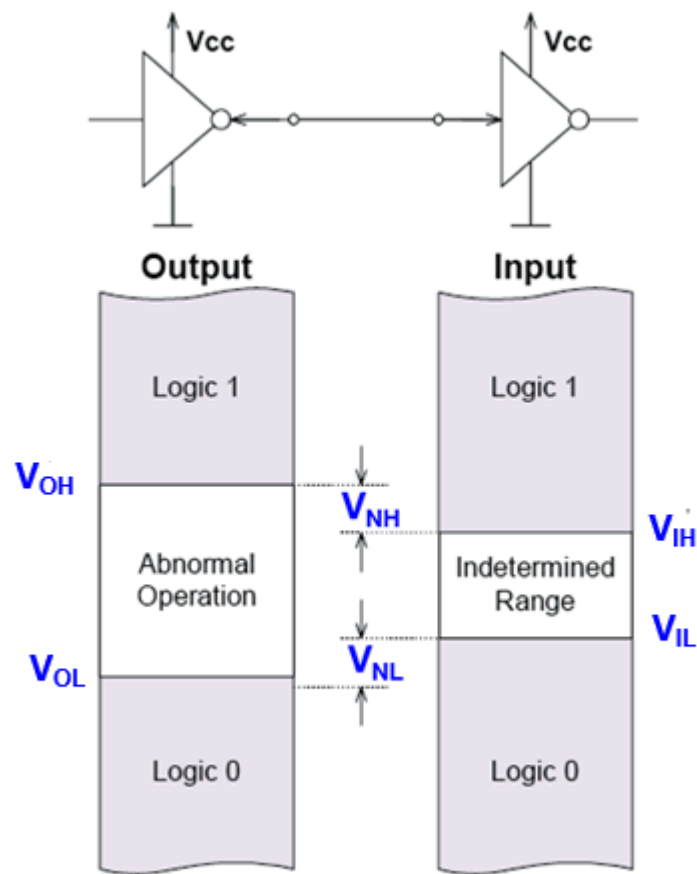 Vcc
Vcc
Output
Input
Logic 1
Logic 1
VOH
VNH
VIH
Abnormal
Operation
Indetermined
Range
VIL
VNL
VOL
Logic 0
Logic 0